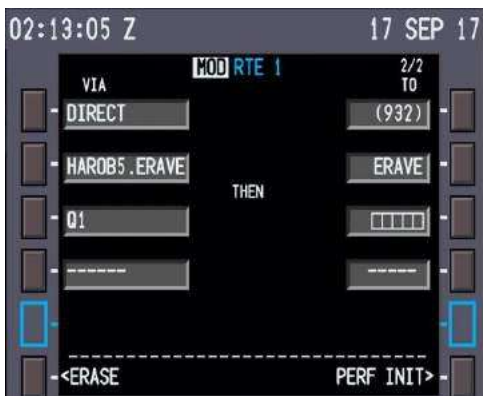 02:13:05 Z 17 SEP 17
MOD RTE 1 2/2
VIA TO
DIRECT (932)
HAROB5.ERAVE ERAVE
THEN
Q1 □□□□□
------ -----
<ERASE PERF INIT>